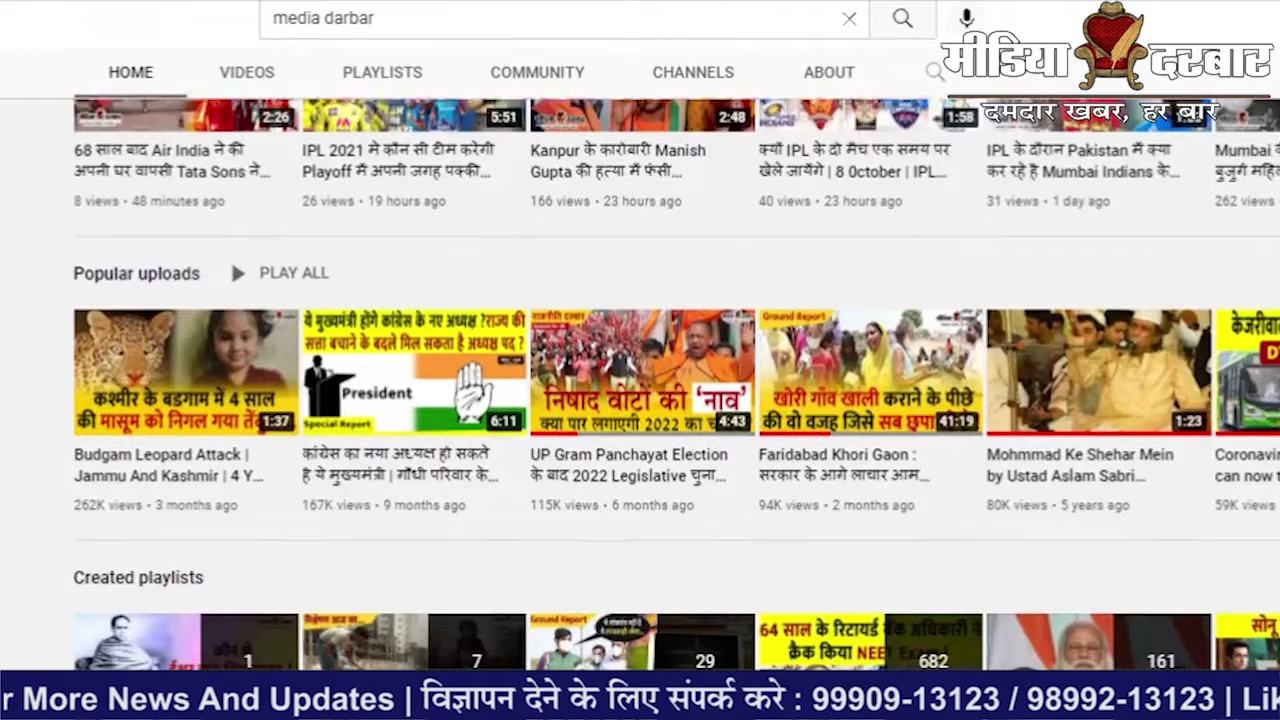 media darbar
HOME VIDEOS PLAYLISTS COMMUNITY CHANNELS ABOUT
मीडिया दरबार
दमदार खबर, हर बार
2:26 5:51 2:48 1:58
68 साल बाद Air India ने की
अपनी घर वापसी Tata Sons ने...
8 views • 48 minutes ago
IPL 2021 मे कौन सी टीम करेगी
Playoff में अपनी जगह पक्की...
26 views • 19 hours ago
Kanpur के कारोबारी Manish
Gupta की हत्या में फंसी...
166 views • 23 hours ago
क्यों IPL के दो मैच एक समय पर
खेले जायेंगे | 8 October | IPL...
40 views • 23 hours ago
IPL के दौरान Pakistan में क्या
कर रहे है Mumbai Indians के...
31 views • 1 day ago
Mumbai
बुजुर्ग
262 views
Popular uploads PLAY ALL
कश्मीर के बडगाम में 4 साल
की मासूम को निगल गया
1:37
Budgam Leopard Attack |
Jammu And Kashmir | 4 Y...
262K views • 3 months ago
ये मुख्यमंत्री होंगे कांग्रेस के नए अध्यक्ष ?राज्य की
सत्ता बचाने के बदले मिल सकता है अध्यक्ष पद ?
President
Special Report
6:11
कांग्रेस का नया अध्यक्ष हो सकते
है ये मुख्यमंत्री | गाँधी परिवार के...
167K views • 9 months ago
राजनीति दरबार
निषाद वोटों की 'नाव'
क्या पार लगाएगी 2022 का
4:43
UP Gram Panchayat Election
के बाद 2022 Legislative चुना...
115K views • 6 months ago
Ground Report
खोरी गाँव खाली कराने के पीछे
की वो वजह जिसे सब छुपा
41:19
Faridabad Khori Gaon :
सरकार के आगे लाचार आम...
94K views • 2 months ago
1:23
Mohmmad Ke Shehar Mein
by Ustad Aslam Sabri...
80K views • 5 years ago
can now
59K views
Created playlists
1
7
Ground Report
29
64 साल के रिटायर्ड बैंक अधिकारी ने
क्रैक किया NEET
682
161
सोनू
r More News And Updates | विज्ञापन देने के लिए संपर्क करे : 99909-13123 / 98992-13123 | Lik